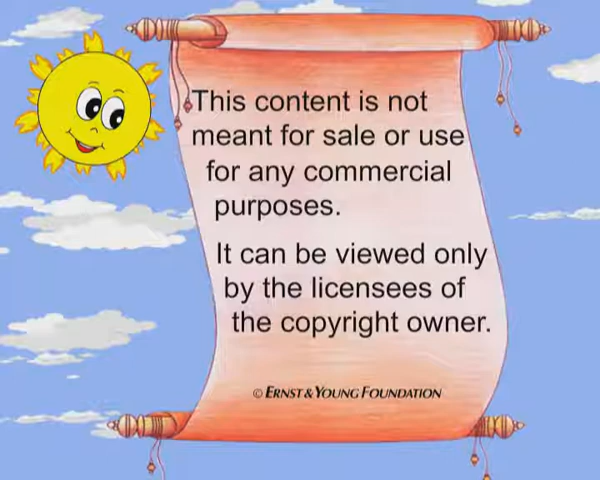 This content is not
meant for sale or use
for any commercial
purposes.
It can be viewed only
by the licensees of
the copyright owner.
© ERNST & YOUNG FOUNDATION